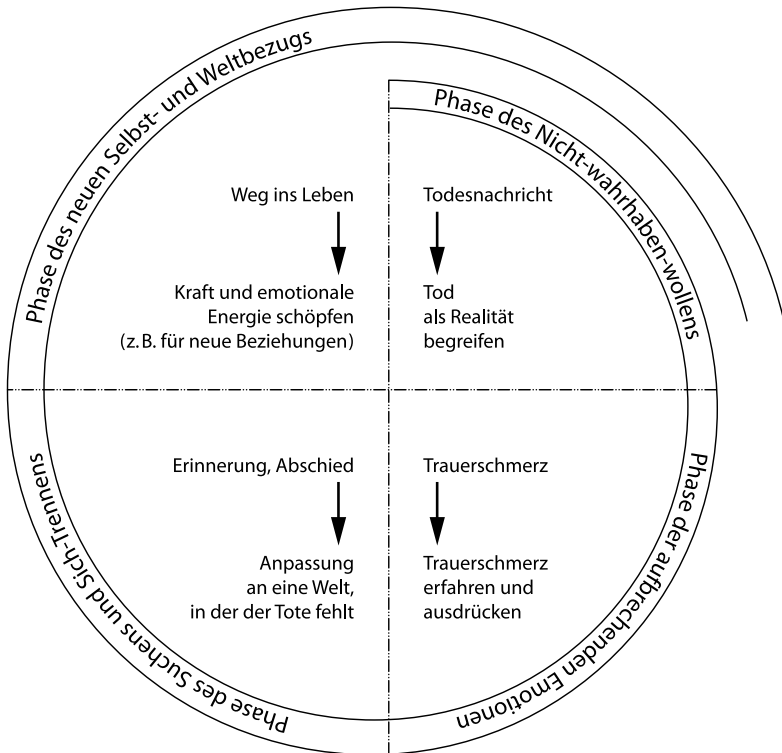 Phase des neuen Selbst- und Weltbezugs
Phase des Nicht-wahrhaben-wollens
Weg ins Leben
Kraft und emotionale
Energie schöpfen
(z.B. für neue Beziehungen)
Todesnachricht
Tod
als Realität
begreifen
Erinnerung, Abschied
Anpassung
an eine Welt,
in der der Tote fehlt
Trauerschmerz
Trauerschmerz
erfahren und
ausdrücken
Phase des Suchens und Sich-Trennens
Phase der aufbrechenden Emotionen